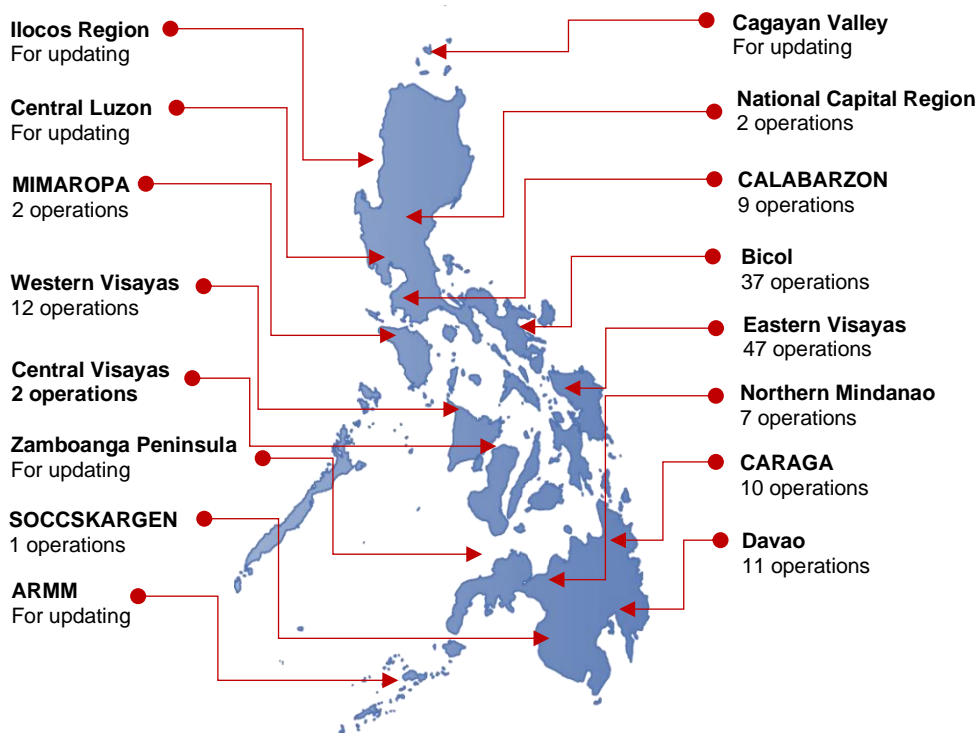 Ilocos Region
For updating
Central Luzon
For updating
MIMAROPA
2 operations
Western Visayas
12 operations
Central Visayas
2 operations
Zamboanga Peninsula
For updating
SOCCSKARGEN
1 operations
ARMM
For updating
Cagayan Valley
For updating
National Capital Region
2 operations
CALABARZON
9 operations
Bicol
37 operations
Eastern Visayas
47 operations
Northern Mindanao
7 operations
CARAGA
10 operations
Davao
11 operations